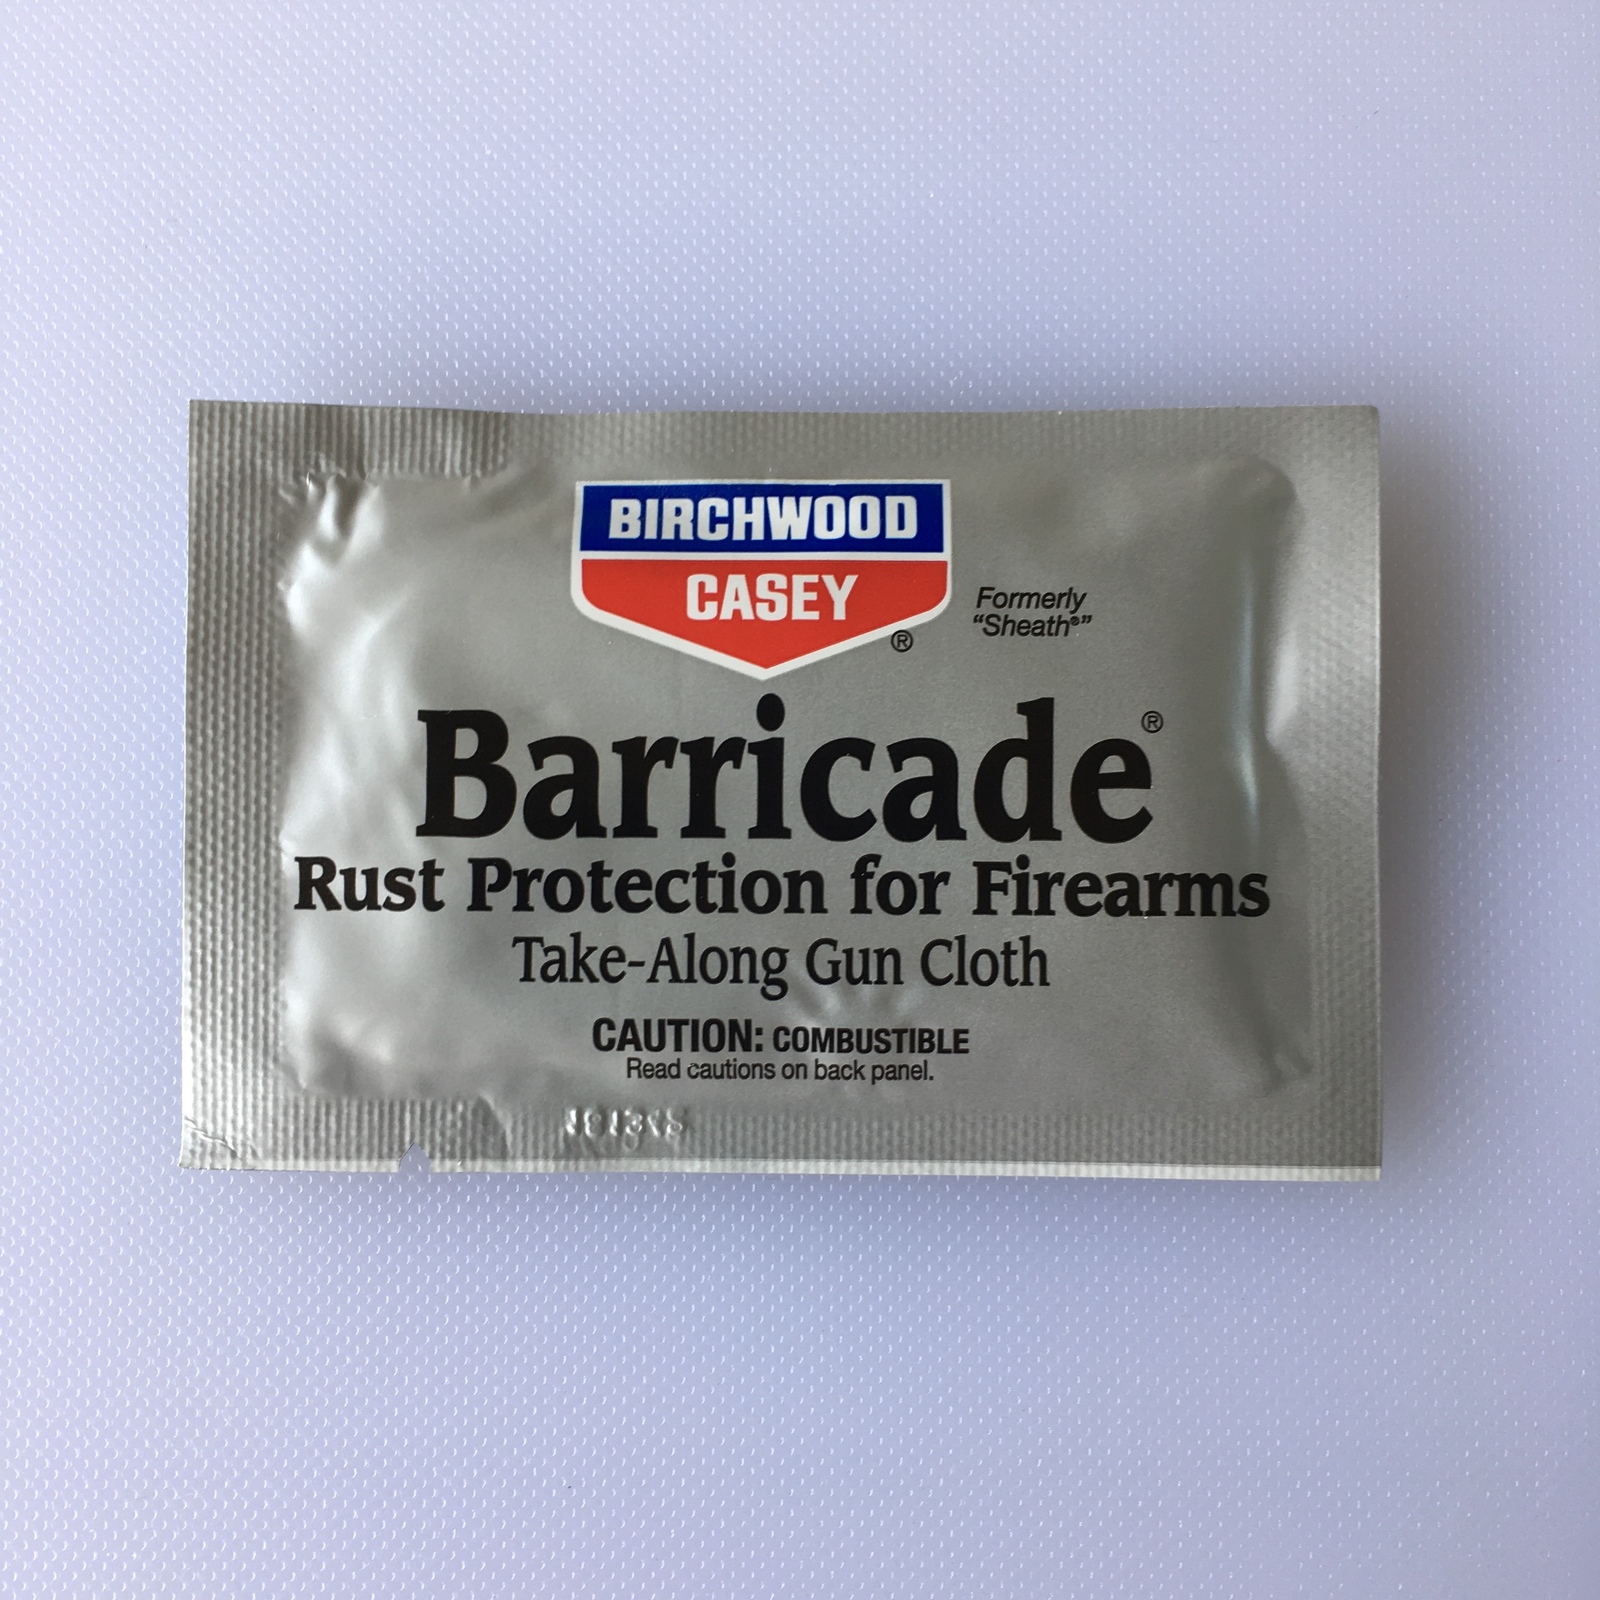 BIRCHWOOD
CASEY®
Formerly
“Sheath®”
Barricade®
Rust Protection for Firearms
Take-Along Gun Cloth
CAUTION: COMBUSTIBLE
Read cautions on back panel.